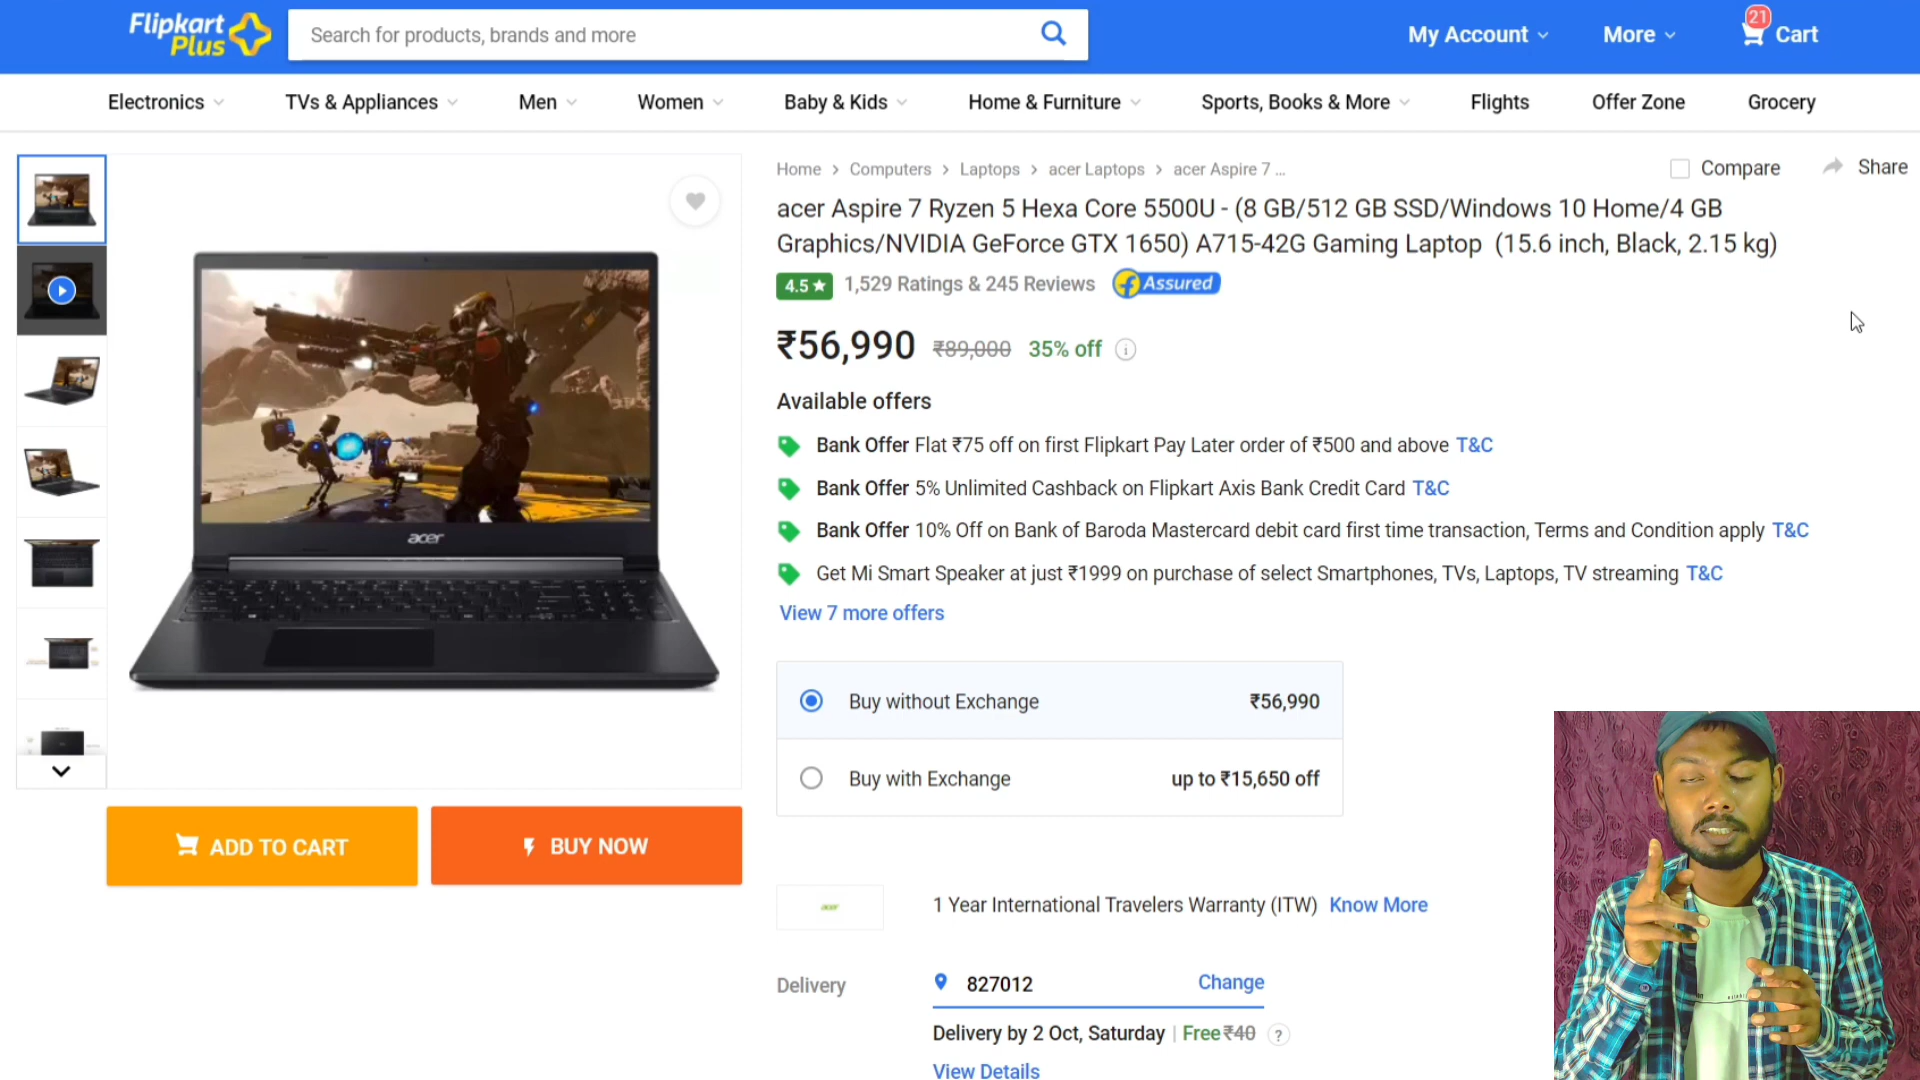 Flipkart
Plus
Search for products, brands and more
My Account
More
21
Cart
Electronics
TVs & Appliances
Men
Women
Baby & Kids
Home & Furniture
Sports, Books & More
Flights
Offer Zone
Grocery
Home > Computers > Laptops > acer Laptops > acer Aspire 7 ...
Compare
Share
acer Aspire 7 Ryzen 5 Hexa Core 5500U - (8 GB/512 GB SSD/Windows 10 Home/4 GB
Graphics/NVIDIA GeForce GTX 1650) A715-42G Gaming Laptop (15.6 inch, Black, 2.15 kg)
4.5★ 1,529 Ratings & 245 Reviews
Assured
₹56,990 ₹89,000 35% off
Available offers
Bank Offer Flat ₹75 off on first Flipkart Pay Later order of ₹500 and above T&C
Bank Offer 5% Unlimited Cashback on Flipkart Axis Bank Credit Card T&C
Bank Offer 10% Off on Bank of Baroda Mastercard debit card first time transaction, Terms and Condition apply T&C
Get Mi Smart Speaker at just ₹1999 on purchase of select Smartphones, TVs, Laptops, TV streaming T&C
View 7 more offers
acer
Buy without Exchange ₹56,990
Buy with Exchange up to ₹15,650 off
ADD TO CART
BUY NOW
acer
1 Year International Travelers Warranty (ITW) Know More
Delivery
827012
Change
Delivery by 2 Oct, Saturday | Free ₹40 ?
View Details